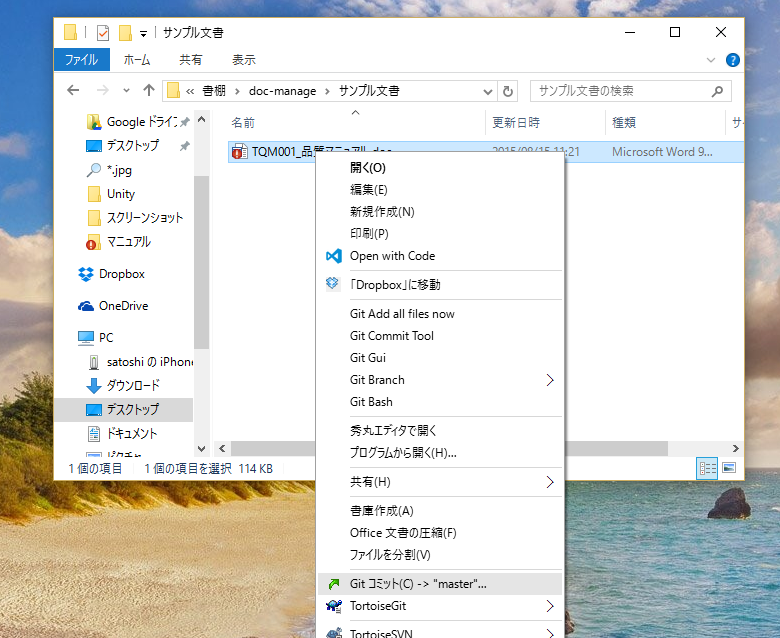 サンプル文書
ファイル ホーム 共有 表示
« 書棚 › doc-manage › サンプル文書
サンプル文書の検索
Google ドライ
デスクトップ
*.jpg
Unity
スクリーンショット
マニュアル
Dropbox
OneDrive
PC
satoshi の iPhone
ダウンロード
デスクトップ
ドキュメント
ピクチャ
名前 更新日時 種類 サ
TQM001_品質マニュアル.doc 2015/08/15 11:21 Microsoft Word 9...
開く(O)
編集(E)
新規作成(N)
印刷(P)
Open with Code
「Dropbox」に移動
Git Add all files now
Git Commit Tool
Git Gui
Git Branch
Git Bash
秀丸エディタで開く
プログラムから開く(H)...
共有(H)
書庫作成(A)
Office 文書の圧縮(F)
ファイルを分割(V)
Git コミット(C) -> "master"...
TortoiseGit
TortoiseSVN
1 個の項目 1 個の項目を選択 114 KB